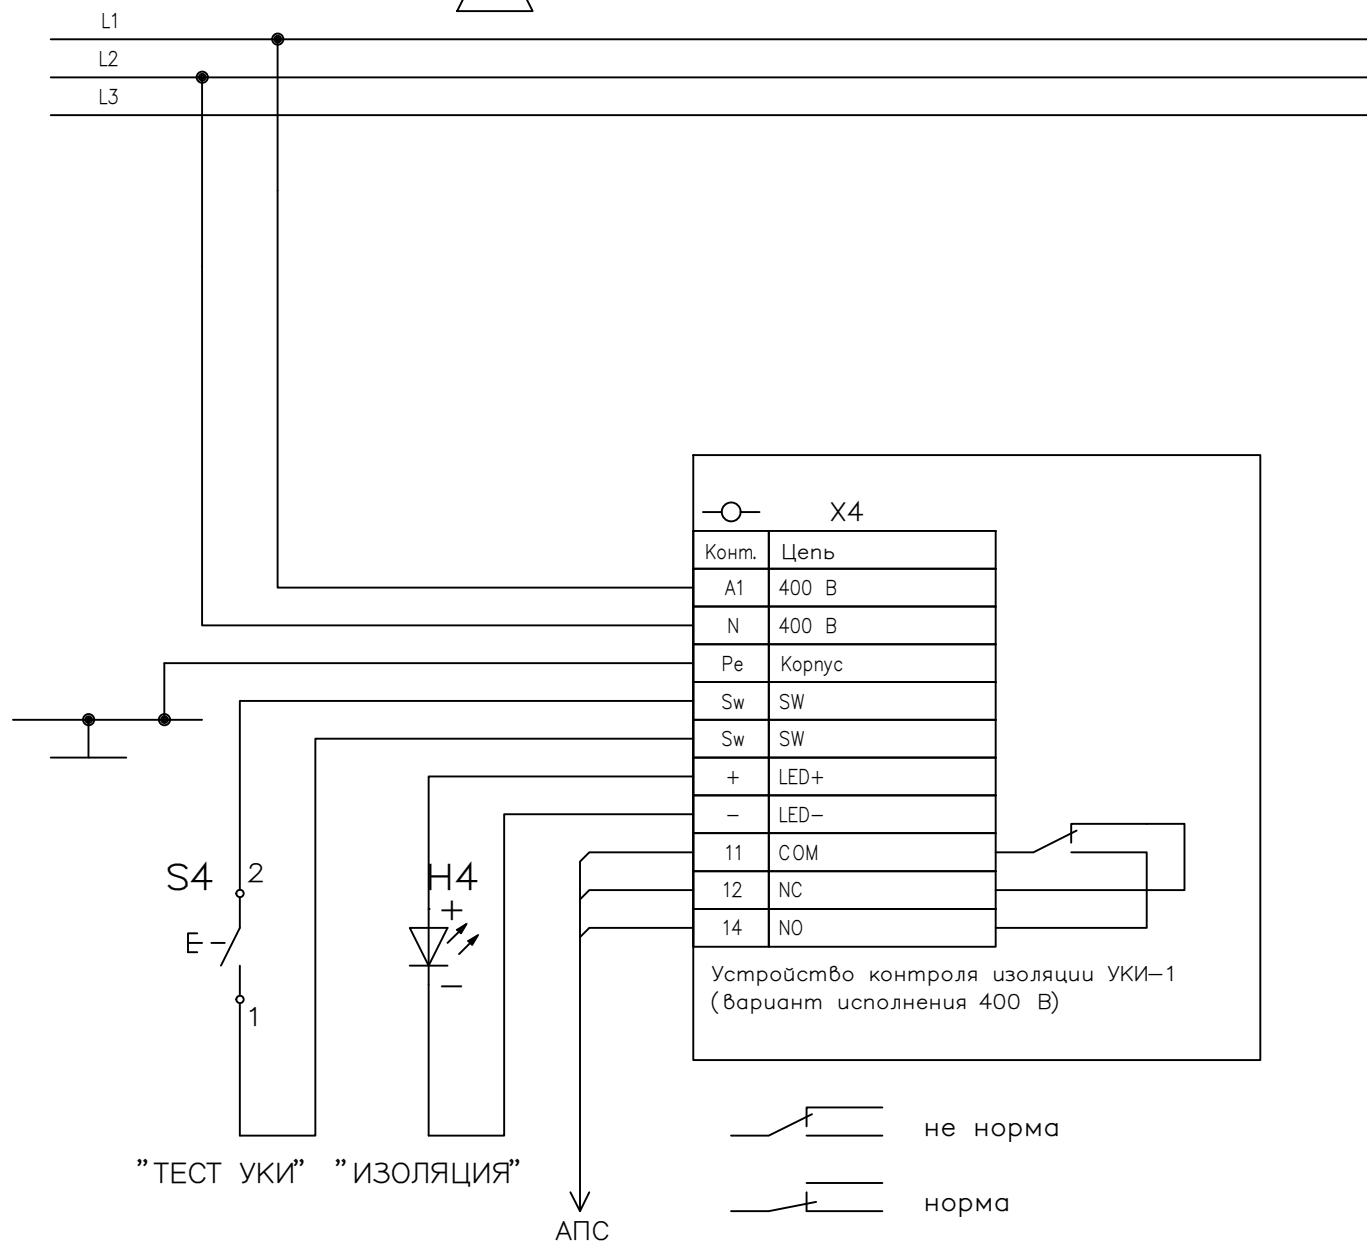 L1
L2
L3
X4
Конт. Цепь
A1 400 В
N 400 В
Pe Корпус
Sw SW
Sw SW
+ LED+
− LED−
11 COM
12 NC
14 NO
Устройство контроля изоляции УКИ−1
(вариант исполнения 400 В)
S4 2
1
H4
+
−
"ТЕСТ УКИ" "ИЗОЛЯЦИЯ"
АПС
не норма
норма